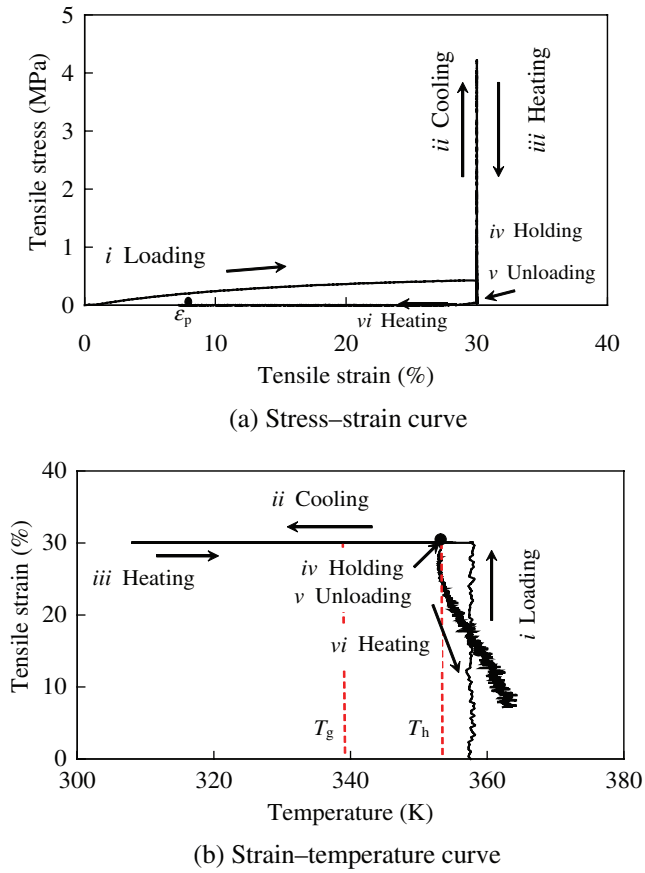 5
4
3
2
1
0
Tensile stress (MPa)
ii Cooling
iii Heating
i Loading
iv Holding
v Unloading
vi Heating
εp
0 10 20 30 40
Tensile strain (%)
(a) Stress–strain curve
40
30
20
10
0
Tensile strain (%)
ii Cooling
iii Heating
iv Holding
v Unloading
vi Heating
i Loading
Tg
Th
300 320 340 360 380
Temperature (K)
(b) Strain–temperature curve